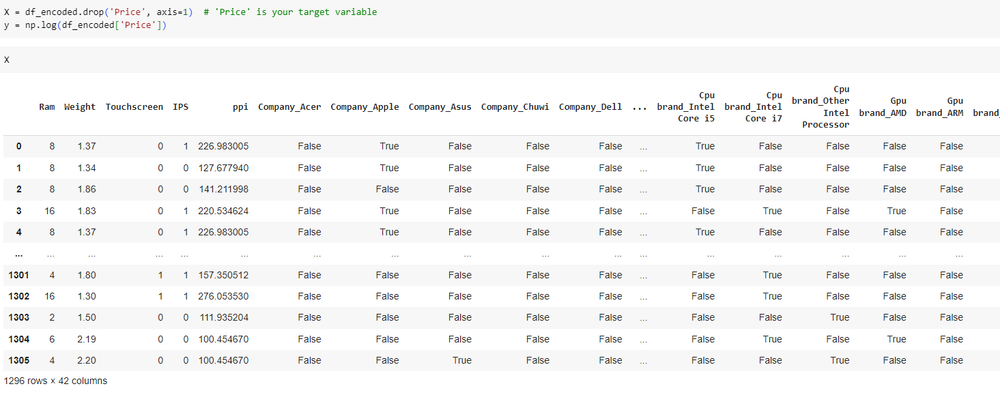 X = df_encoded.drop('Price', axis=1)  # 'Price' is your target variable
y = np.log(df_encoded['Price'])
X
Ram Weight Touchscreen IPS ppi Company_Acer Company_Apple Company_Asus Company_Chuwi Company_Dell ... Cpu brand_Intel Core i5 Cpu brand_Intel Core i7 Cpu brand_Other Intel Processor Gpu brand_AMD Gpu brand_ARM brand_
0 8 1.37 0 1 226.983005 False True False False False ... True False False False False
1 8 1.34 0 0 127.677940 False True False False False ... True False False False False
2 8 1.86 0 0 141.211998 False False False False False ... True False False False False
3 16 1.83 0 1 220.534624 False True False False False ... False True False True False
4 8 1.37 0 1 226.983005 False True False False False ... True False False False False
... ... ... ... ... ... ... ... ... ... ... ... ... ... ... ... ...
1301 4 1.80 1 1 157.350512 False False False False False ... False True False False False
1302 16 1.30 1 1 276.053530 False False False False False ... False True False False False
1303 2 1.50 0 0 111.935204 False False False False False ... False False True False False
1304 6 2.19 0 0 100.454670 False False False False False ... False True False True False
1305 4 2.20 0 0 100.454670 False False True False False ... False False True False False
1296 rows × 42 columns